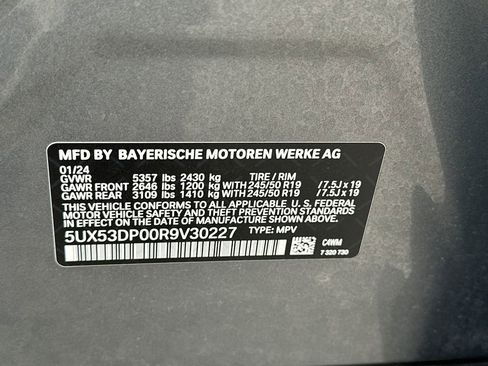 MFD BY BAYERISCHE MOTOREN WERKE AG
01/24
GVWR 5357 lbs 2430 kg TIRE / RIM
GAWR FRONT 2646 lbs 1200 kg WITH 245/50 R19 / 7.5J x 19
GAWR REAR 3109 lbs 1410 kg WITH 245/50 R19 / 7.5J x 19
THIS VEHICLE CONFORMS TO ALL APPLICABLE U.S. FEDERAL
MOTOR VEHICLE SAFETY AND THEFT PREVENTION STANDARDS
IN EFFECT ON THE DATE OF MANUFACTURE SHOWN ABOVE.
5UX53DP00R9V30227 TYPE: MPV
C4WM
7 320 730